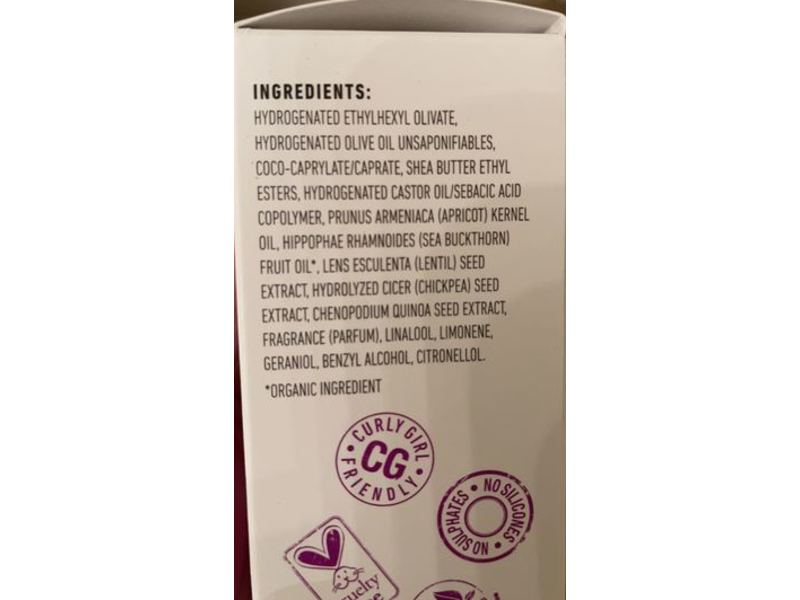 INGREDIENTS:
HYDROGENATED ETHYLHEXYL OLIVATE,
HYDROGENATED OLIVE OIL UNSAPONIFIABLES,
COCO-CAPRYLATE/CAPRATE, SHEA BUTTER ETHYL
ESTERS, HYDROGENATED CASTOR OIL/SEBACIC ACID
COPOLYMER, PRUNUS ARMENIACA (APRICOT) KERNEL
OIL, HIPPOPHAE RHAMNOIDES (SEA BUCKTHORN)
FRUIT OIL*, LENS ESCULENTA (LENTIL) SEED
EXTRACT, HYDROLYZED CICER (CHICKPEA) SEED
EXTRACT, CHENOPODIUM QUINOA SEED EXTRACT,
FRAGRANCE (PARFUM), LINALOOL, LIMONENE,
GERANIOL, BENZYL ALCOHOL, CITRONELLOL.
*ORGANIC INGREDIENT
CURLY GIRL
CG
FRIENDLY
NO SILICONES
NO SULPHATES